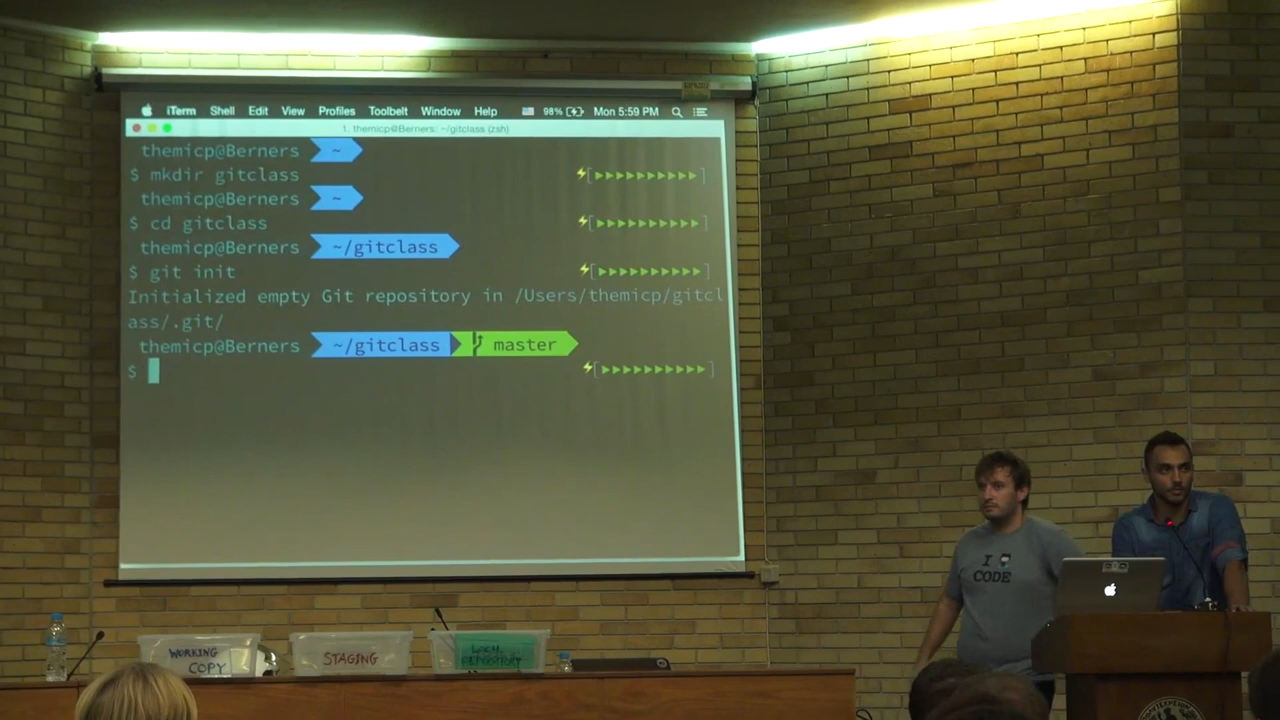 iTerm Shell Edit View Profiles Toolbelt Window Help 98% Mon 5:59 PM
1. themicp@Berners: ~/gitclass (zsh)
themicp@Berners ~
$ mkdir gitclass
themicp@Berners ~
$ cd gitclass
themicp@Berners ~/gitclass
$ git init
Initialized empty Git repository in /Users/themicp/gitcl
ass/.git/
themicp@Berners ~/gitclass master
$
I
CODE
WORKING
COPY
STAGING
LOCAL
REPOSITORY